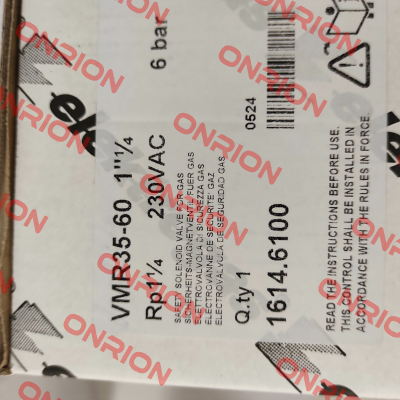 VMR35-60 1"1/4
6 bar
Rp1¼ 230VAC
SAFETY SOLENOID VALVE FOR GAS
SICHERHEITS-MAGNETVENTIL FUER GAS
ELETTROVALVOLA DI SICUREZZA GAS
ELECTROVANNE DE SECURITE' GAZ
ELECTROVALVULA DE SEGURIDAD GAS
Q.ty 1
0524
1614.6100
READ THE INSTRUCTIONS BEFORE USE.
THIS CONTROL SHALL BE INSTALLED IN
ACCORDANCE WITH THE RULES IN FORCE
ONRION
ONRION
ONRION
ONRION
ONRION
ONRION
ONRION
ONRION